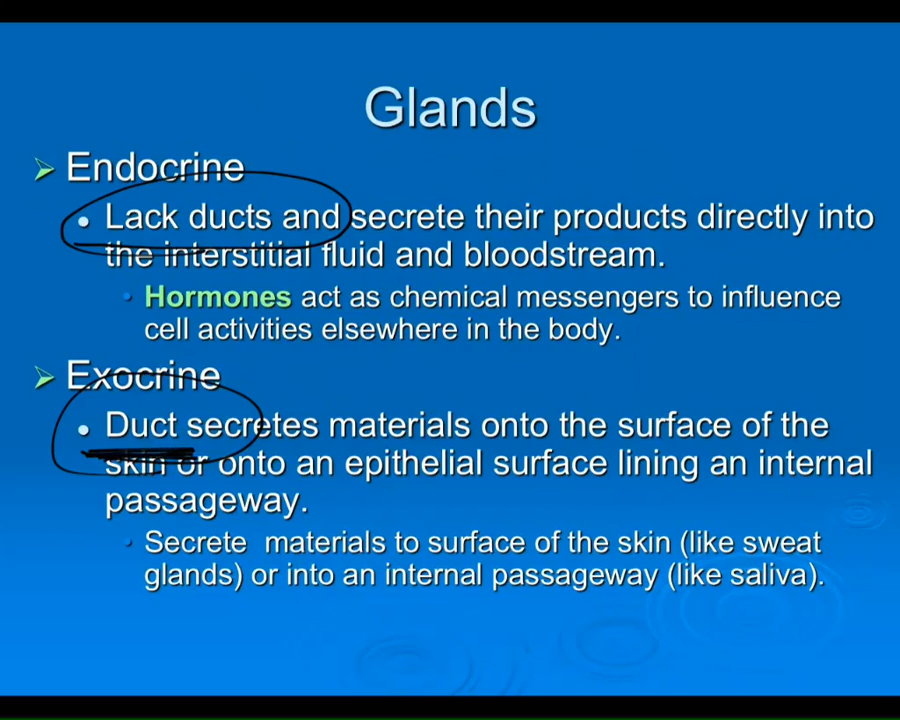 Glands
Endocrine
Lack ducts and secrete their products directly into
the interstitial fluid and bloodstream.
Hormones act as chemical messengers to influence
cell activities elsewhere in the body.
Exocrine
Duct secretes materials onto the surface of the
skin or onto an epithelial surface lining an internal
passageway.
Secrete materials to surface of the skin (like sweat
glands) or into an internal passageway (like saliva).